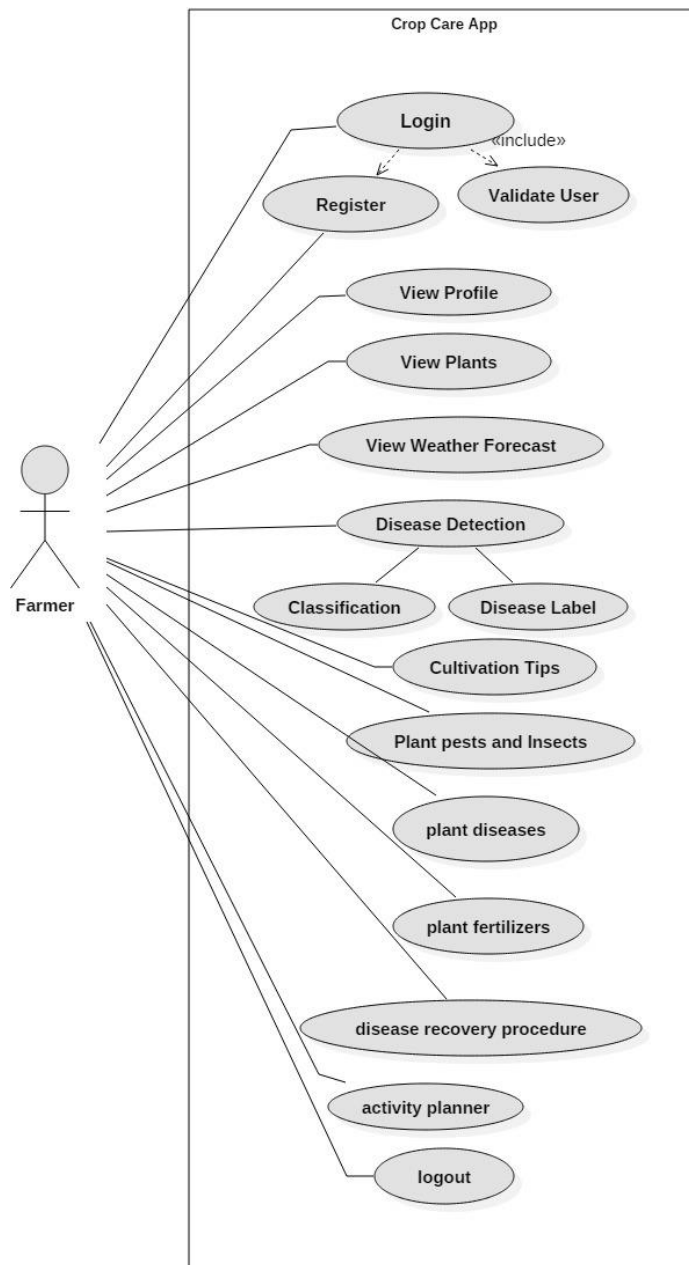 Crop Care App
Login
«include»
Register
Validate User
View Profile
View Plants
View Weather Forecast
Disease Detection
Farmer
Classification
Disease Label
Cultivation Tips
Plant pests and Insects
plant diseases
plant fertilizers
disease recovery procedure
activity planner
logout